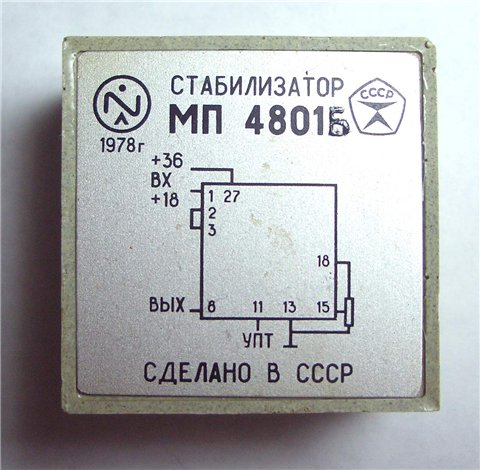 СТАБИЛИЗАТОР
СССР
МП 4801Б
1978г
+36
ВХ
+18
1 27
2
3
18
ВЫХ 8 11 13 15
УПТ
СДЕЛАНО В СССР